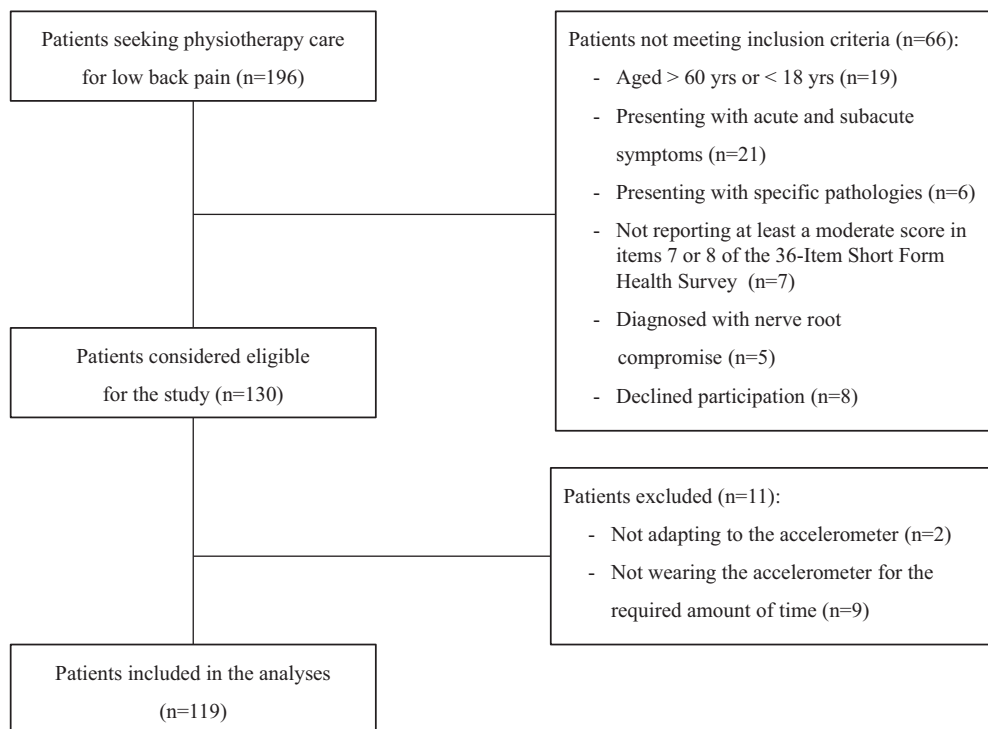 Patients seeking physiotherapy care
for low back pain (n=196)
Patients not meeting inclusion criteria (n=66):
- Aged > 60 yrs or < 18 yrs (n=19)
- Presenting with acute and subacute
symptoms (n=21)
- Presenting with specific pathologies (n=6)
- Not reporting at least a moderate score in
items 7 or 8 of the 36-Item Short Form
Health Survey (n=7)
- Diagnosed with nerve root
compromise (n=5)
- Declined participation (n=8)
Patients considered eligible
for the study (n=130)
Patients excluded (n=11):
- Not adapting to the accelerometer (n=2)
- Not wearing the accelerometer for the
required amount of time (n=9)
Patients included in the analyses
(n=119)